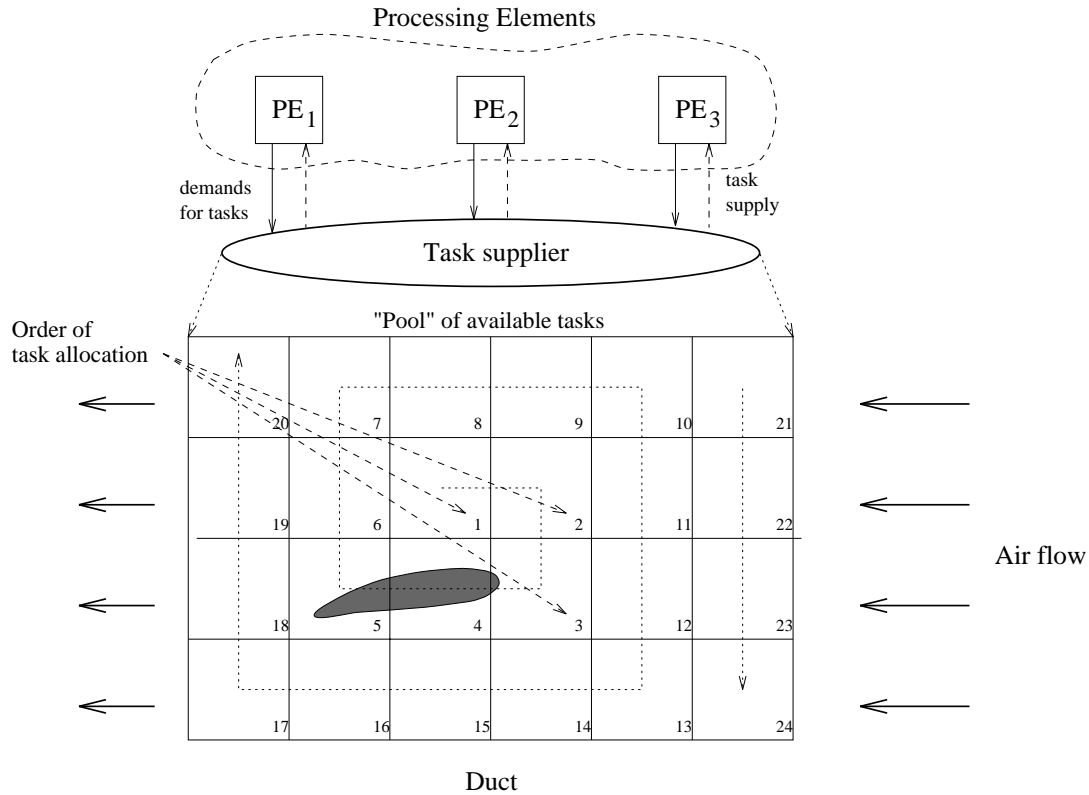 Processing Elements
PE1 PE2 PE3
demands
for tasks
task
supply
Task supplier
"Pool" of available tasks
Order of
task allocation
20 7 8 9 10 21
19 6 1 2 11 22
Air flow
18 5 4 3 12 23
17 16 15 14 13 24
Duct